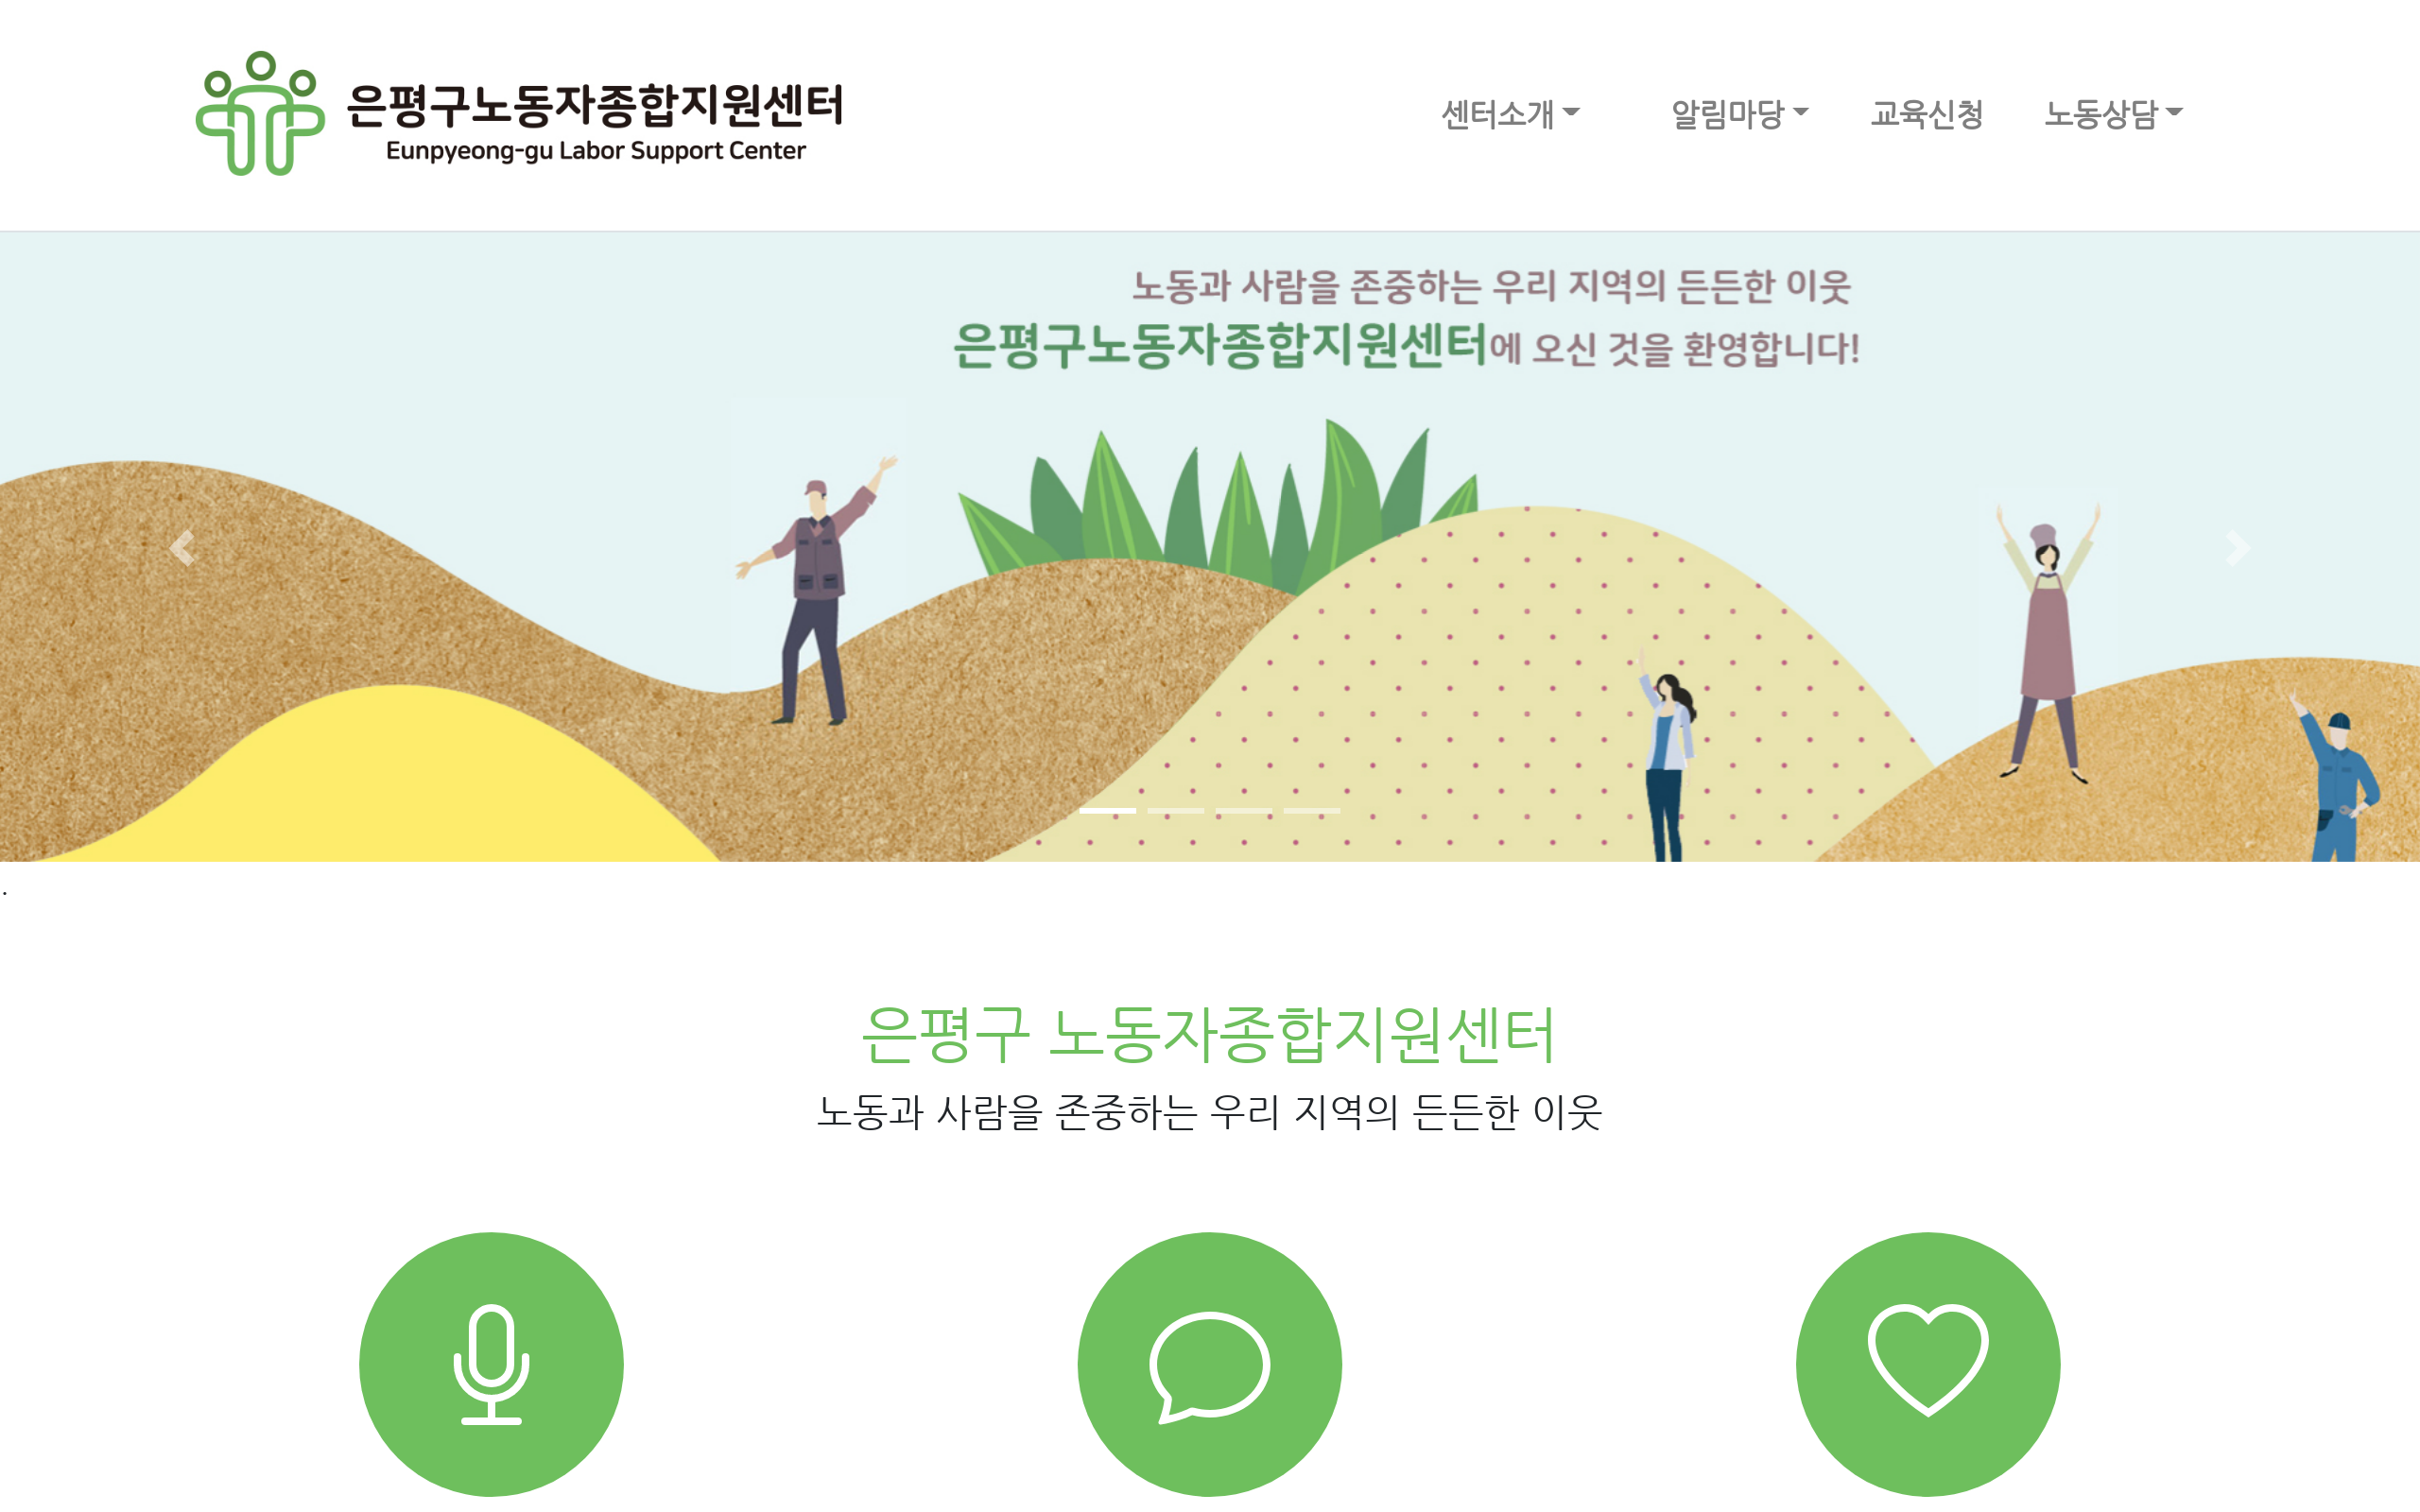 은평구노동자종합지원센터
Eunpyeong-gu Labor Support Center
센터소개
알림마당
교육신청
노동상담
노동과 사람을 존중하는 우리 지역의 든든한 이웃
은평구노동자종합지원센터에 오신 것을 환영합니다!
.
은평구 노동자종합지원센터
노동과 사람을 존중하는 우리 지역의 든든한 이웃